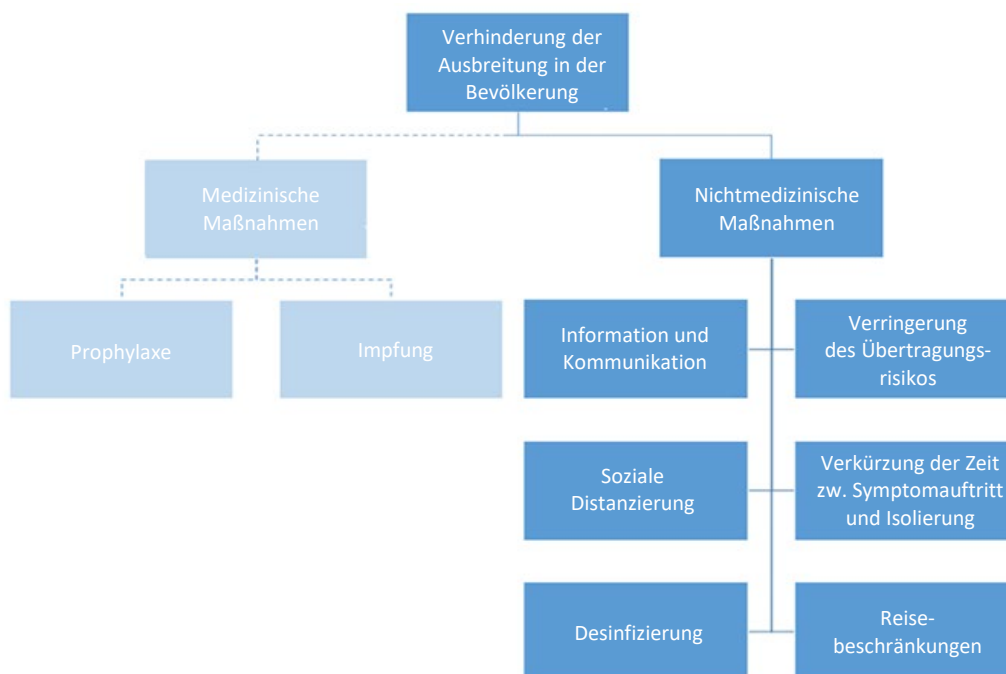 Verhinderung der
Ausbreitung in der
Bevölkerung
Medizinische
Maßnahmen
Nichtmedizinische
Maßnahmen
Prophylaxe
Impfung
Information und
Kommunikation
Verringerung
des Übertragungs-
risikos
Soziale
Distanzierung
Verkürzung der Zeit
zw. Symptomauftritt
und Isolierung
Desinfizierung
Reise-
beschränkungen